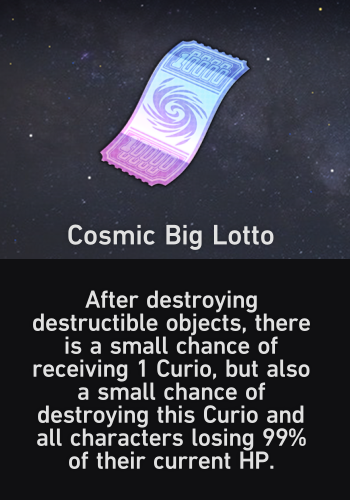 Cosmic Big Lotto
After destroying
destructible objects, there
is a small chance of
receiving 1 Curio, but also
a small chance of
destroying this Curio and
all characters losing 99%
of their current HP.